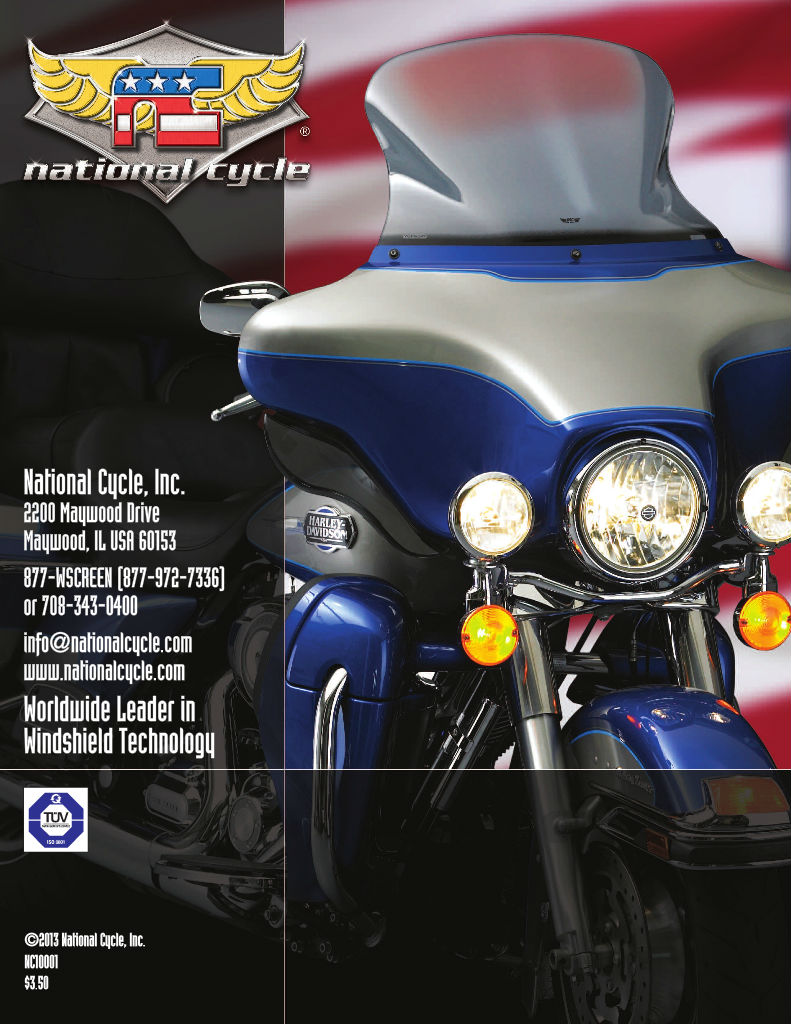 NC
®
national cycle
HARLEY-
DAVIDSON
National Cycle, Inc.
2200 Maywood Drive
Maywood, IL USA 60153
877-WSCREEN (877-972-7336)
or 708-343-0400
info@nationalcycle.com
www.nationalcycle.com
Worldwide Leader in
Windshield Technology
TÜV
ISO 9001
©2013 National Cycle, Inc.
NC10001
$3.50